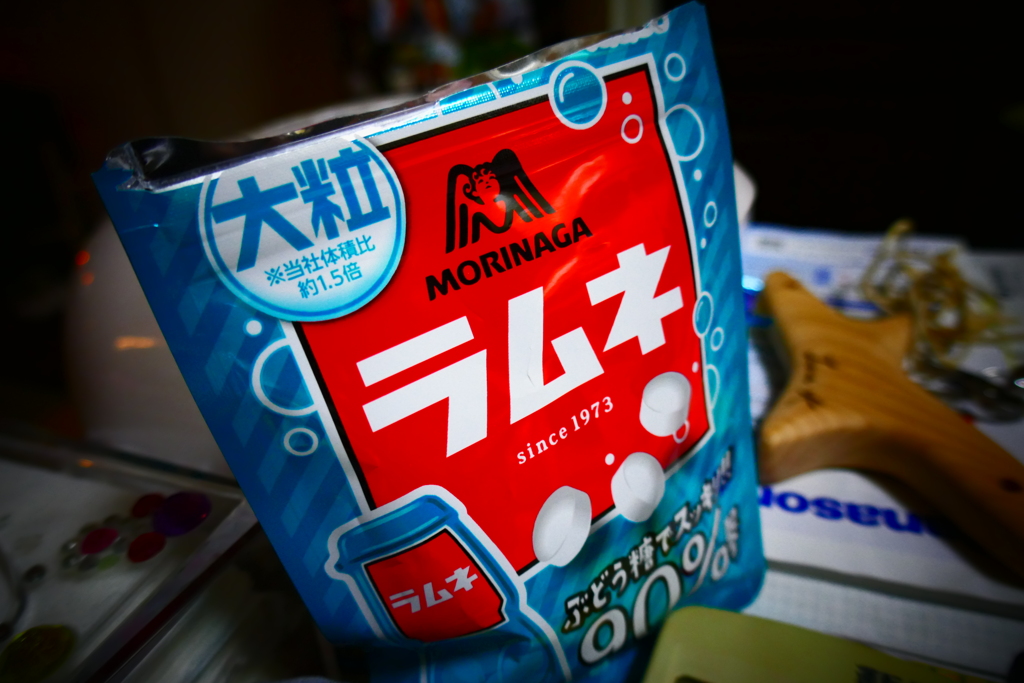 大粒
※当社体積比
約1.5倍
MORINAGA
ラムネ
since 1973
ラムネ
ぶどう糖でスッキリ
90%
nasonic